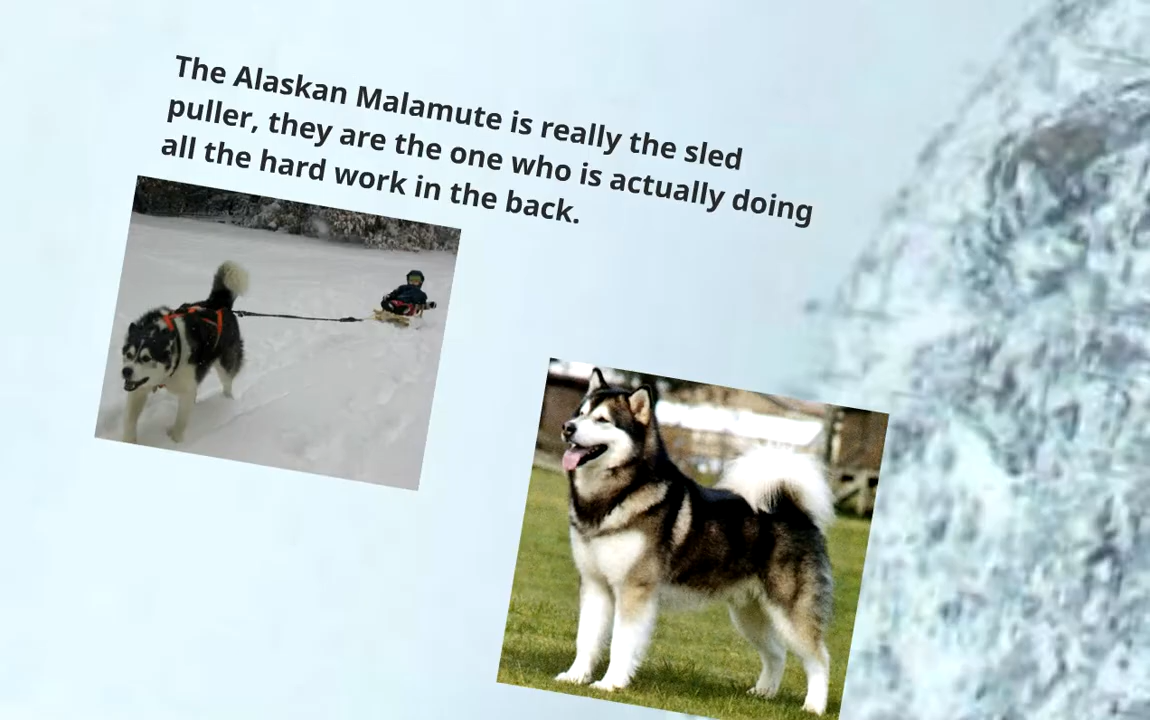 The Alaskan Malamute is really the sled
puller, they are the one who is actually doing
all the hard work in the back.